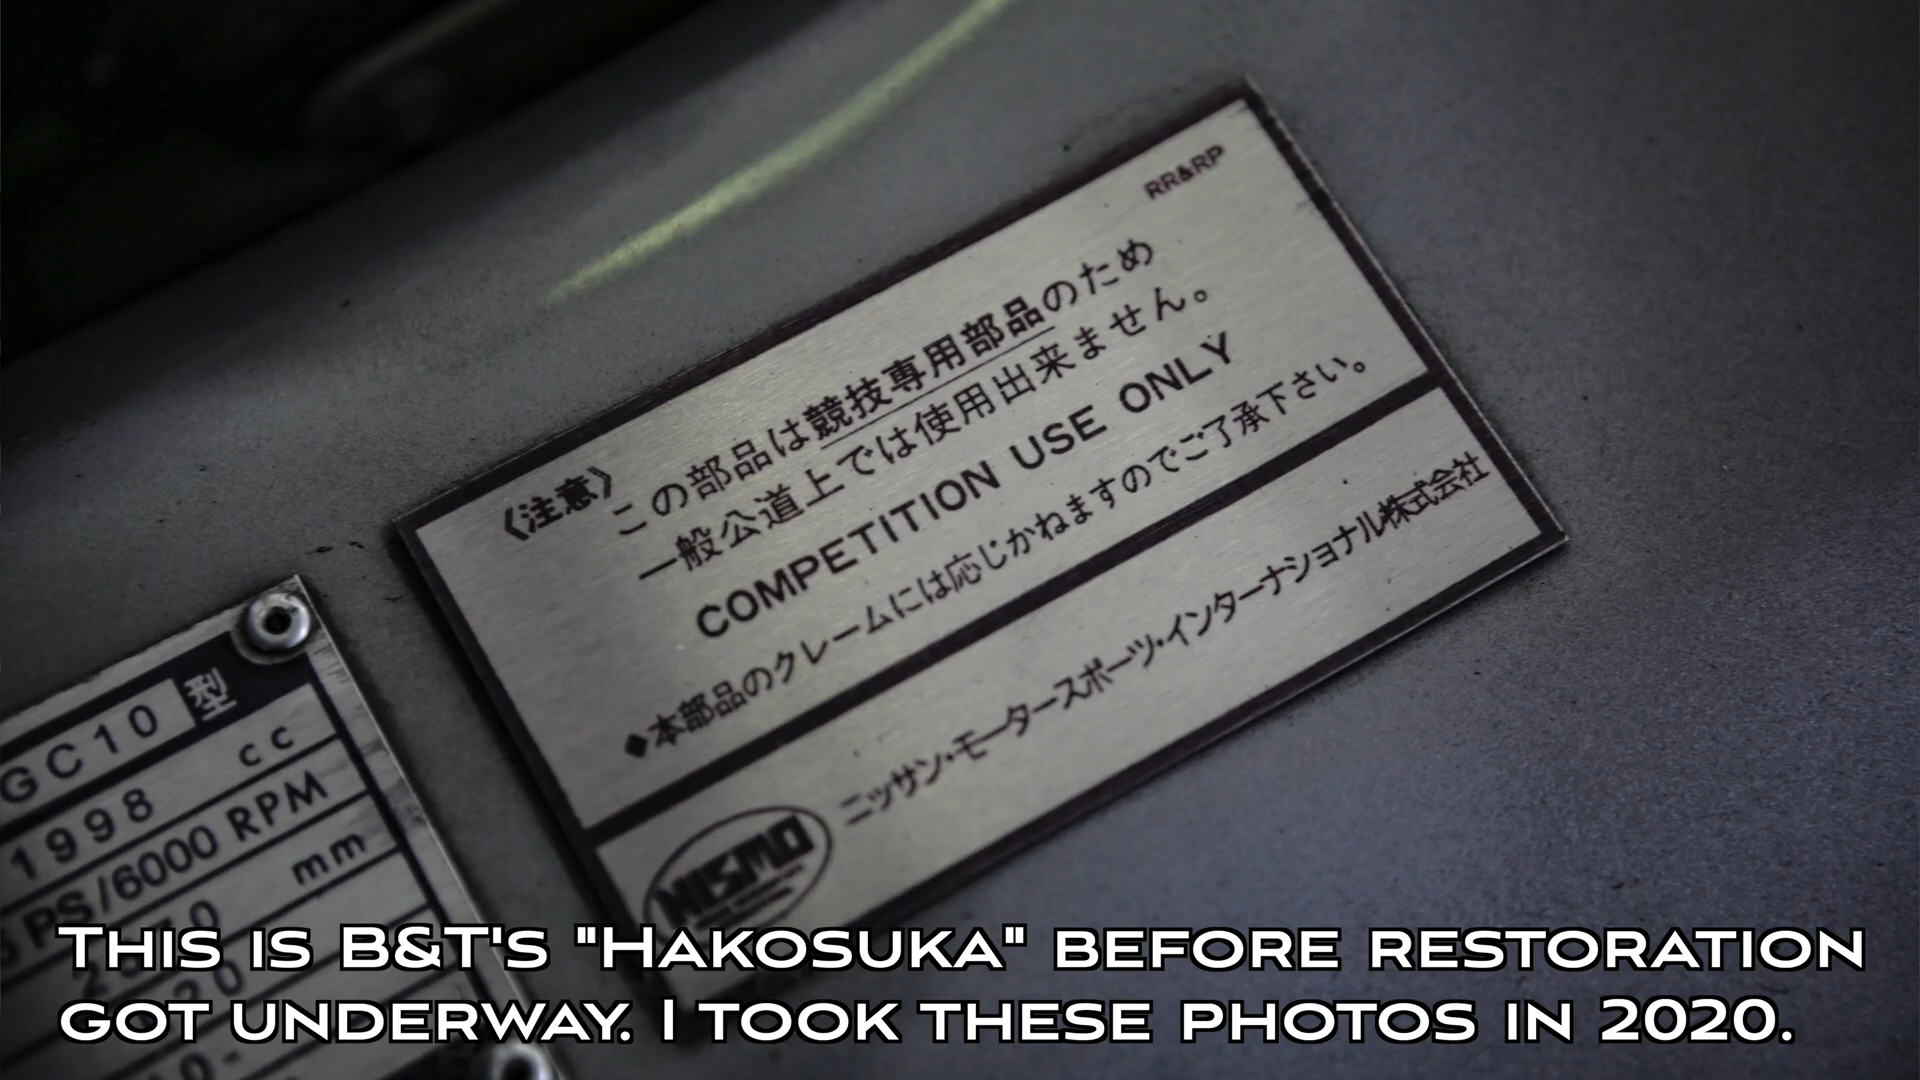 RR&RP
《注意》
この部品は競技専用部品のため
一般公道上では使用出来ません。
COMPETITION USE ONLY
◆本部品のクレームには応じかねますのでご了承下さい。
NISMO
ニッサン・モータースポーツ・インターナショナル株式会社
GC10型
1998 cc
PS/6000 RPM
mm
THIS IS B&T'S "HAKOSUKA" BEFORE RESTORATION
GOT UNDERWAY. I TOOK THESE PHOTOS IN 2020.